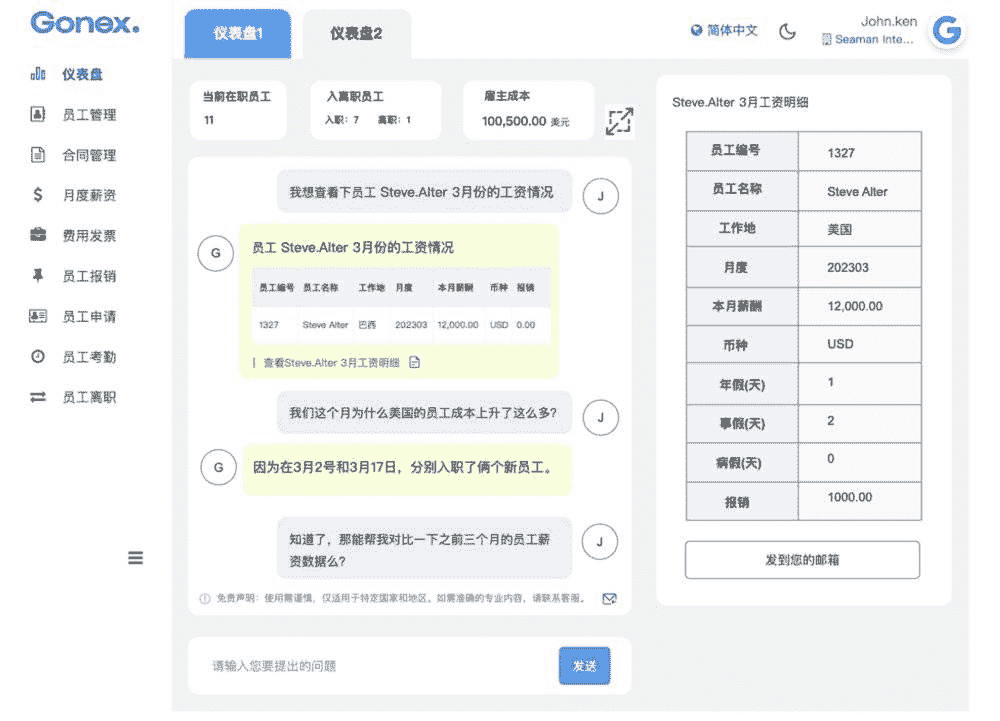 Gonex.
仪表盘1
仪表盘2
简体中文
John.ken
Seaman Inte...
G
仪表盘
员工管理
合同管理
月度薪资
费用发票
员工报销
员工申请
员工考勤
员工离职
当前在职员工
11
入离职员工
入职：7 离职：1
雇主成本
100,500.00 美元
我想查看下员工 Steve.Alter 3月份的工资情况
J
G
员工 Steve.Alter 3月份的工资情况
员工编号 员工名称 工作地 月度 本月薪酬 币种 报销
1327 Steve Alter 巴西 202303 12,000.00 USD 0.00
查看Steve.Alter 3月工资明细
我们这个月为什么美国的员工成本上升了这么多？
J
G
因为在3月2号和3月17日，分别入职了俩个新员工。
知道了，那能帮我对比一下之前三个月的员工薪
资数据么？
J
免责声明：使用需谨慎，仅适用于特定国家和地区。如需准确的专业内容，请联系客服。
请输入您要提出的问题
发送
Steve.Alter 3月工资明细
员工编号 1327
员工名称 Steve Alter
工作地 美国
月度 202303
本月薪酬 12,000.00
币种 USD
年假(天) 1
事假(天) 2
病假(天) 0
报销 1000.00
发到您的邮箱